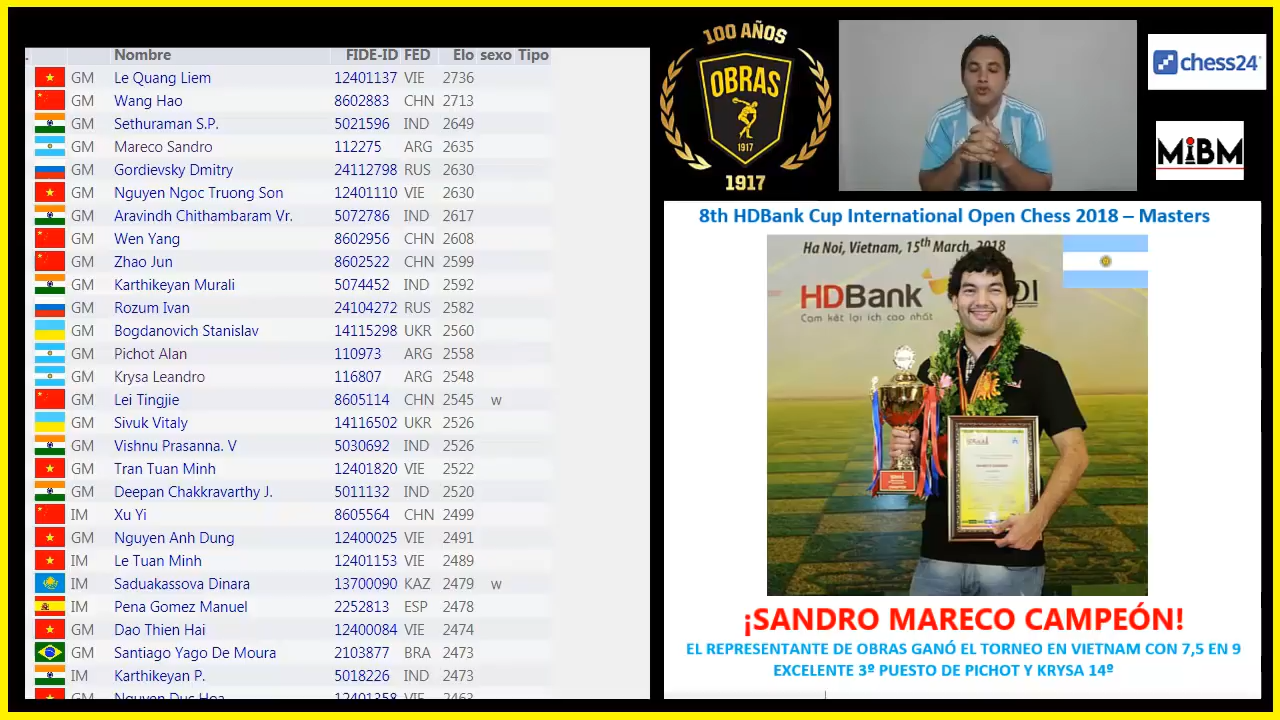 Nombre FIDE-ID FED Elo sexo Tipo
GM Le Quang Liem 12401137 VIE 2736
GM Wang Hao 8602883 CHN 2713
GM Sethuraman S.P. 5021596 IND 2649
GM Mareco Sandro 112275 ARG 2635
GM Gordievsky Dmitry 24112798 RUS 2630
GM Nguyen Ngoc Truong Son 12401110 VIE 2630
GM Aravindh Chithambaram Vr. 5072786 IND 2617
GM Wen Yang 8602956 CHN 2608
GM Zhao Jun 8602522 CHN 2599
GM Karthikeyan Murali 5074452 IND 2592
GM Rozum Ivan 24104272 RUS 2582
GM Bogdanovich Stanislav 14115298 UKR 2560
GM Pichot Alan 110973 ARG 2558
GM Krysa Leandro 116807 ARG 2548
GM Lei Tingjie 8605114 CHN 2545 w
GM Sivuk Vitaly 14116502 UKR 2526
GM Vishnu Prasanna. V 5030692 IND 2526
GM Tran Tuan Minh 12401820 VIE 2522
GM Deepan Chakkravarthy J. 5011132 IND 2520
IM Xu Yi 8605564 CHN 2499
GM Nguyen Anh Dung 12400025 VIE 2491
IM Le Tuan Minh 12401153 VIE 2489
IM Saduakassova Dinara 13700090 KAZ 2479 w
IM Pena Gomez Manuel 2252813 ESP 2478
GM Dao Thien Hai 12400084 VIE 2474
GM Santiago Yago De Moura 2103877 BRA 2473
IM Karthikeyan P. 5018226 IND 2473
GM Nguyen Duc Hoa 12401358 VIE 2463
100 AÑOS
OBRAS
1917
1917
chess24
MiBM
8th HDBank Cup International Open Chess 2018 – Masters
Ha Noi, Vietnam, 15th March, 2018
HDBank
Cam kết lợi ích cao nhất
¡SANDRO MARECO CAMPEÓN!
EL REPRESENTANTE DE OBRAS GANÓ EL TORNEO EN VIETNAM CON 7,5 EN 9
EXCELENTE 3º PUESTO DE PICHOT Y KRYSA 14º